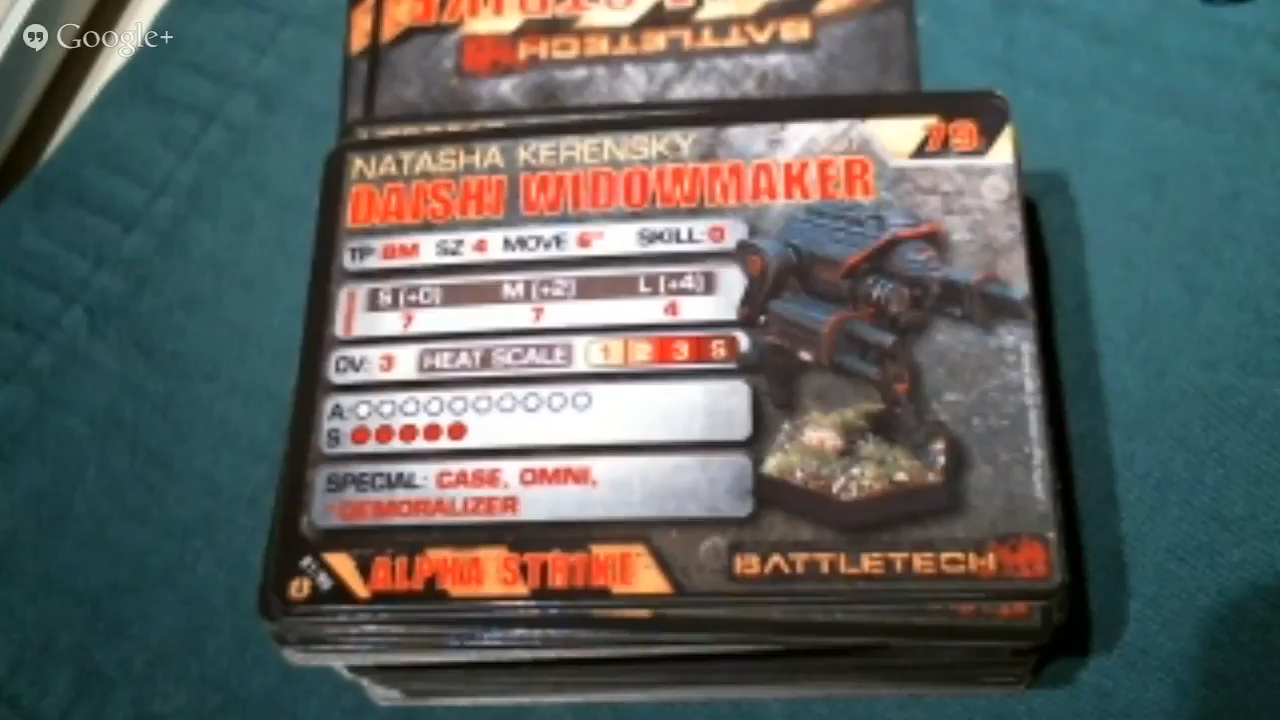 Google+
BATTLETECH
NATASHA KERENSKY
79
DAISHI WIDOWMAKER
TP: BM SZ 4 MOVE 6" SKILL: 0
S (+0) M (+2) L (+4)
7 7 4
OV: 3 HEAT SCALE 1 2 3 S
A:
S:
SPECIAL: CASE, OMNI,
*DEMORALIZER
ALPHA STRIKE
BATTLETECH